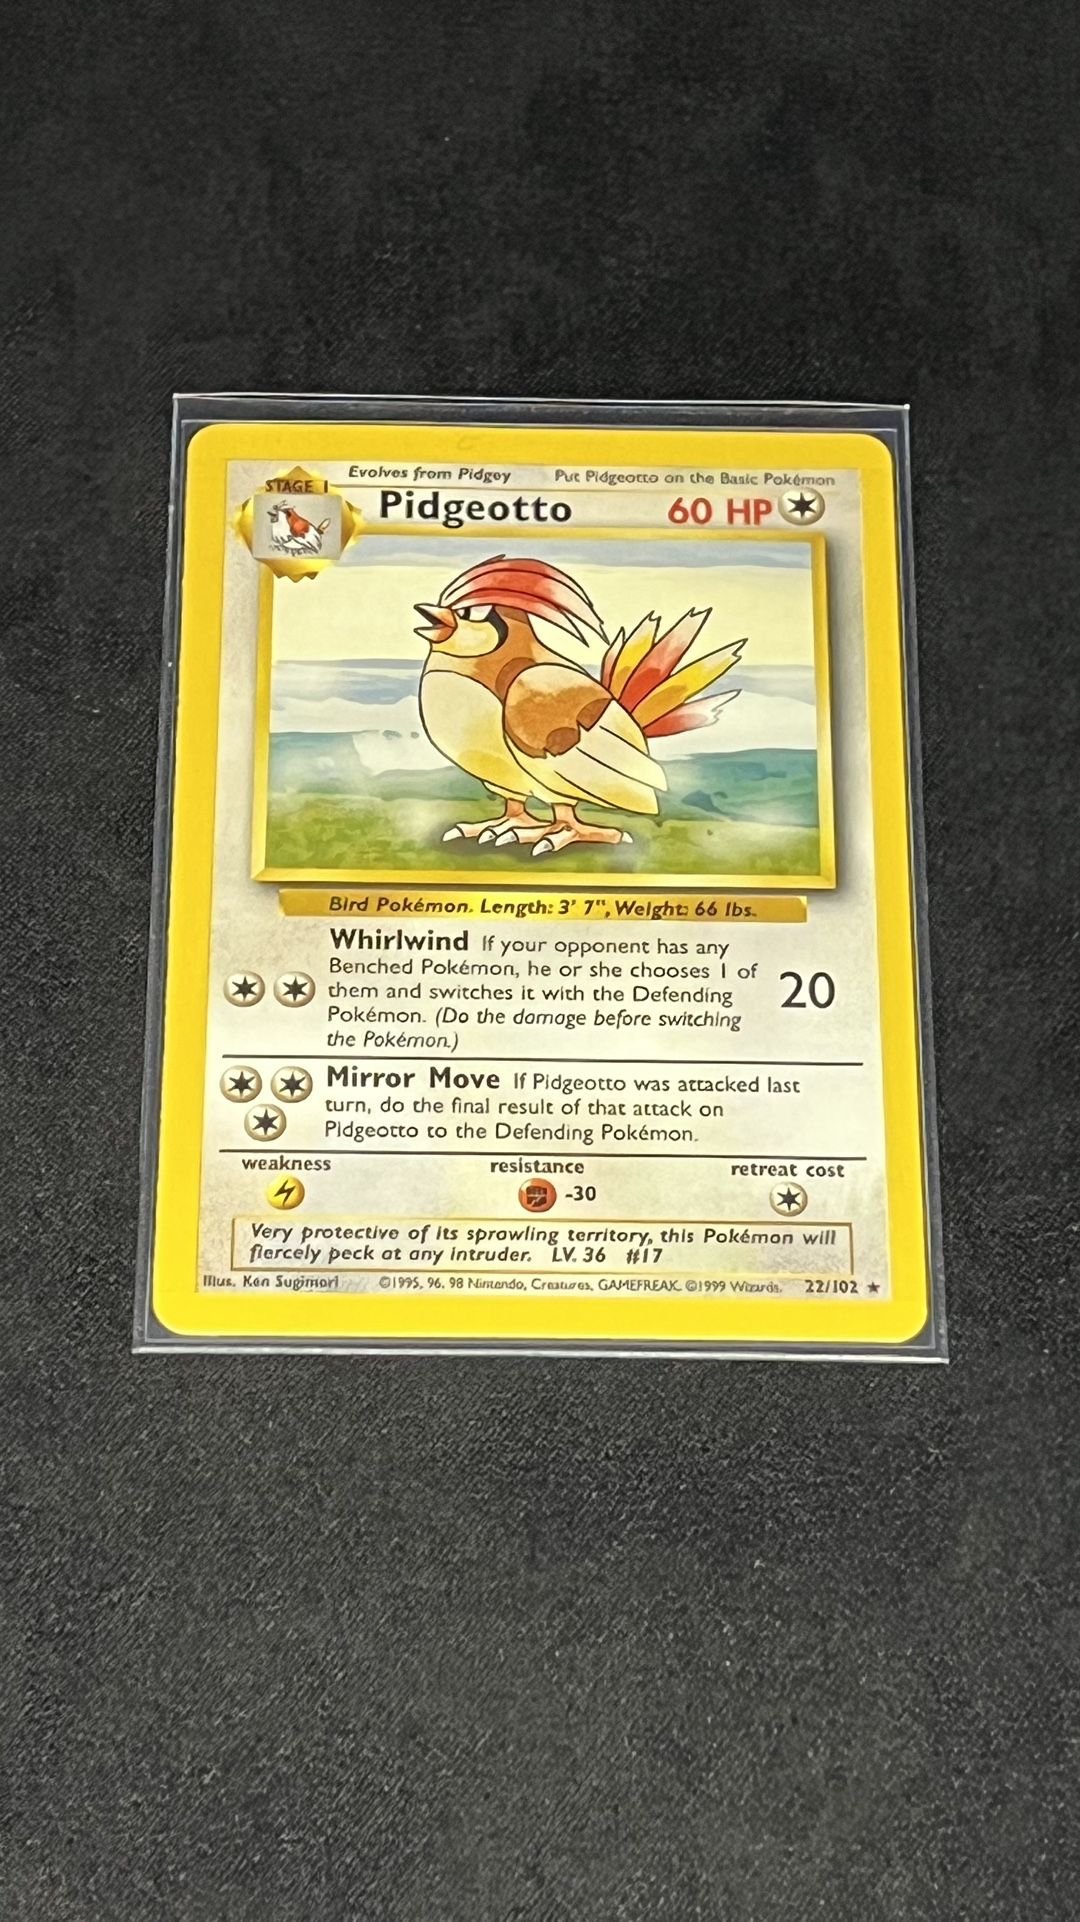 Evolves from Pidgey Put Pidgeotto on the Basic Pokémon
STAGE 1
Pidgeotto 60 HP
Bird Pokémon. Length: 3' 7", Weight: 66 lbs.
Whirlwind If your opponent has any
Benched Pokémon, he or she chooses 1 of
them and switches it with the Defending
Pokémon. (Do the damage before switching
the Pokémon.)
20
Mirror Move If Pidgeotto was attacked last
turn, do the final result of that attack on
Pidgeotto to the Defending Pokémon.
weakness resistance retreat cost
-30
Very protective of its sprawling territory, this Pokémon will
fiercely peck at any intruder. LV. 36 #17
Illus. Ken Sugimori ©1995, 96, 98 Nintendo, Creatures, GAMEFREAK. ©1999 Wizards. 22/102 ★